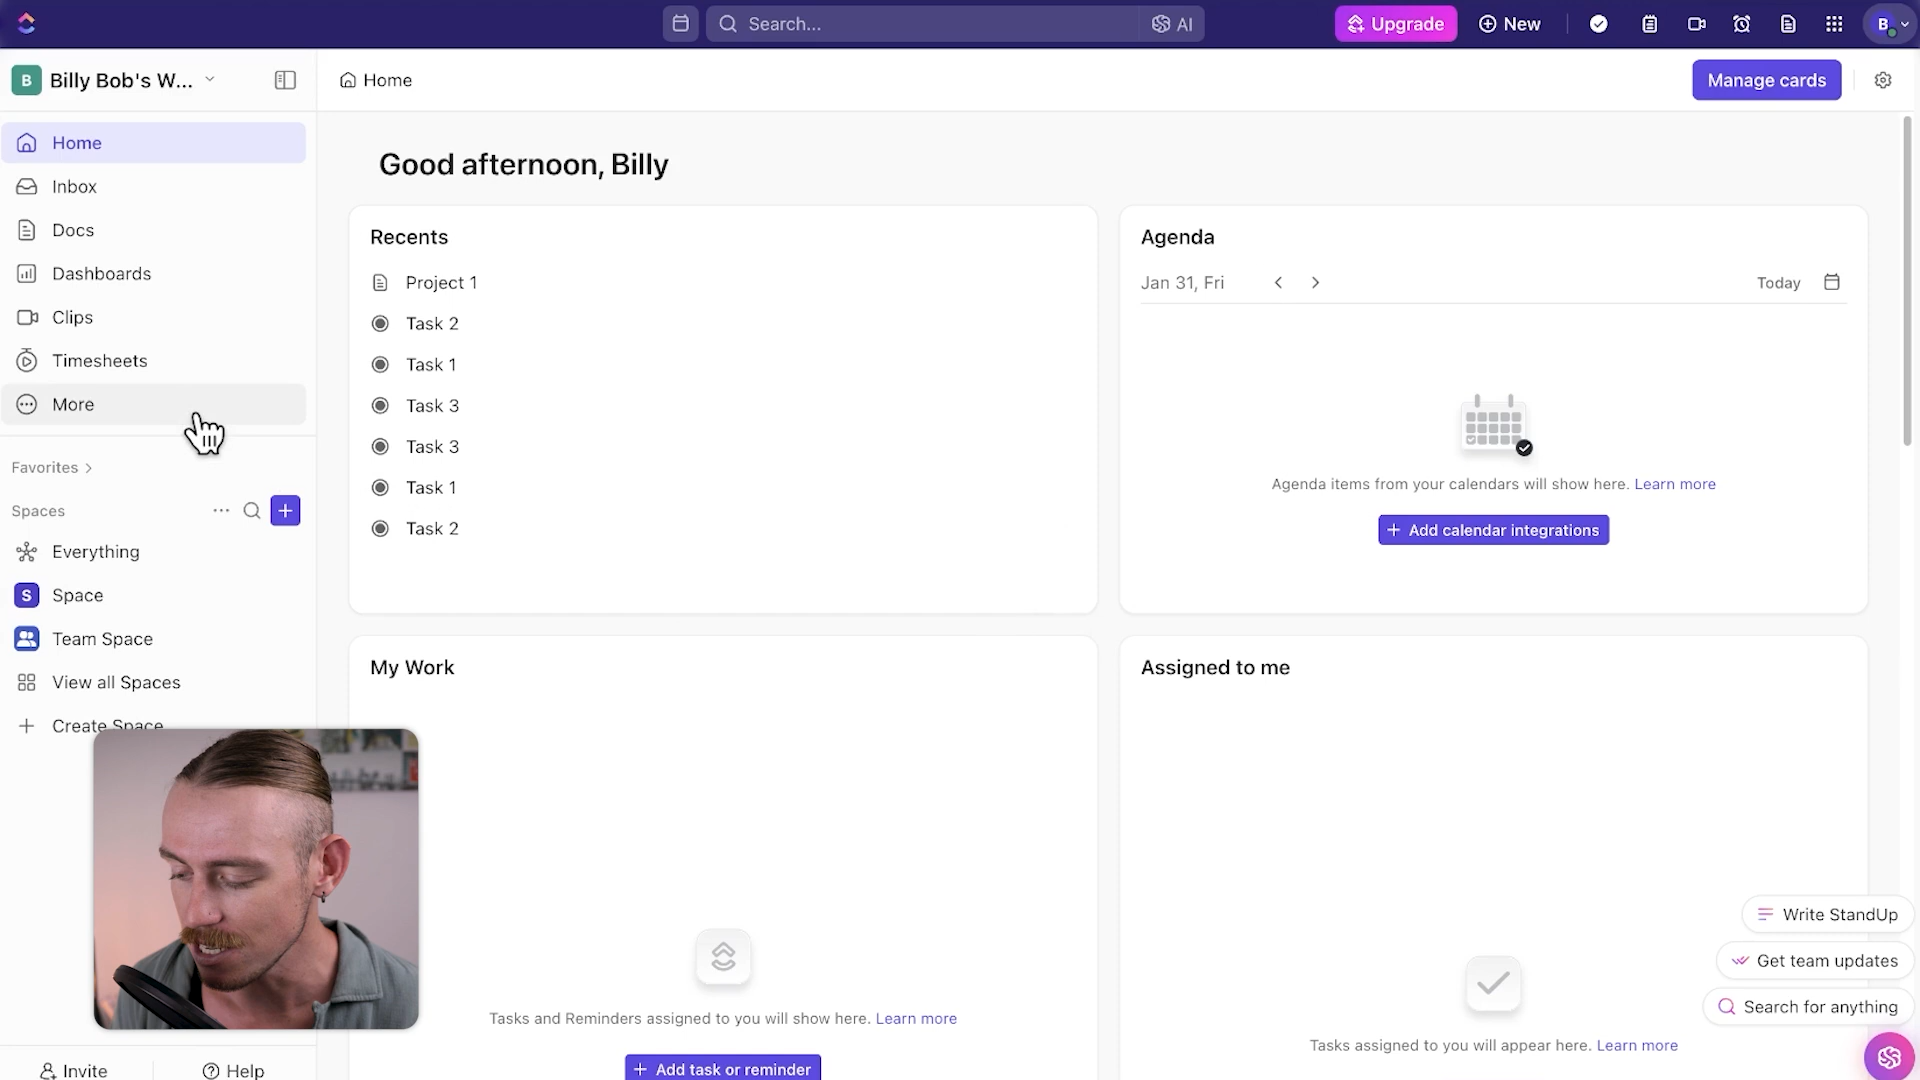 Search...
AI
Upgrade
New
B
B
Billy Bob's W...
Home
Manage cards
Home
Inbox
Docs
Dashboards
Clips
Timesheets
More
Favorites
Spaces
Everything
S
Space
Team Space
View all Spaces
Create Space
Invite
Help
Good afternoon, Billy
Recents
Project 1
Task 2
Task 1
Task 3
Task 3
Task 1
Task 2
Agenda
Jan 31, Fri
Today
Agenda items from your calendars will show here. Learn more
+ Add calendar integrations
My Work
Tasks and Reminders assigned to you will show here. Learn more
+ Add task or reminder
Assigned to me
Tasks assigned to you will appear here. Learn more
Write StandUp
Get team updates
Search for anything